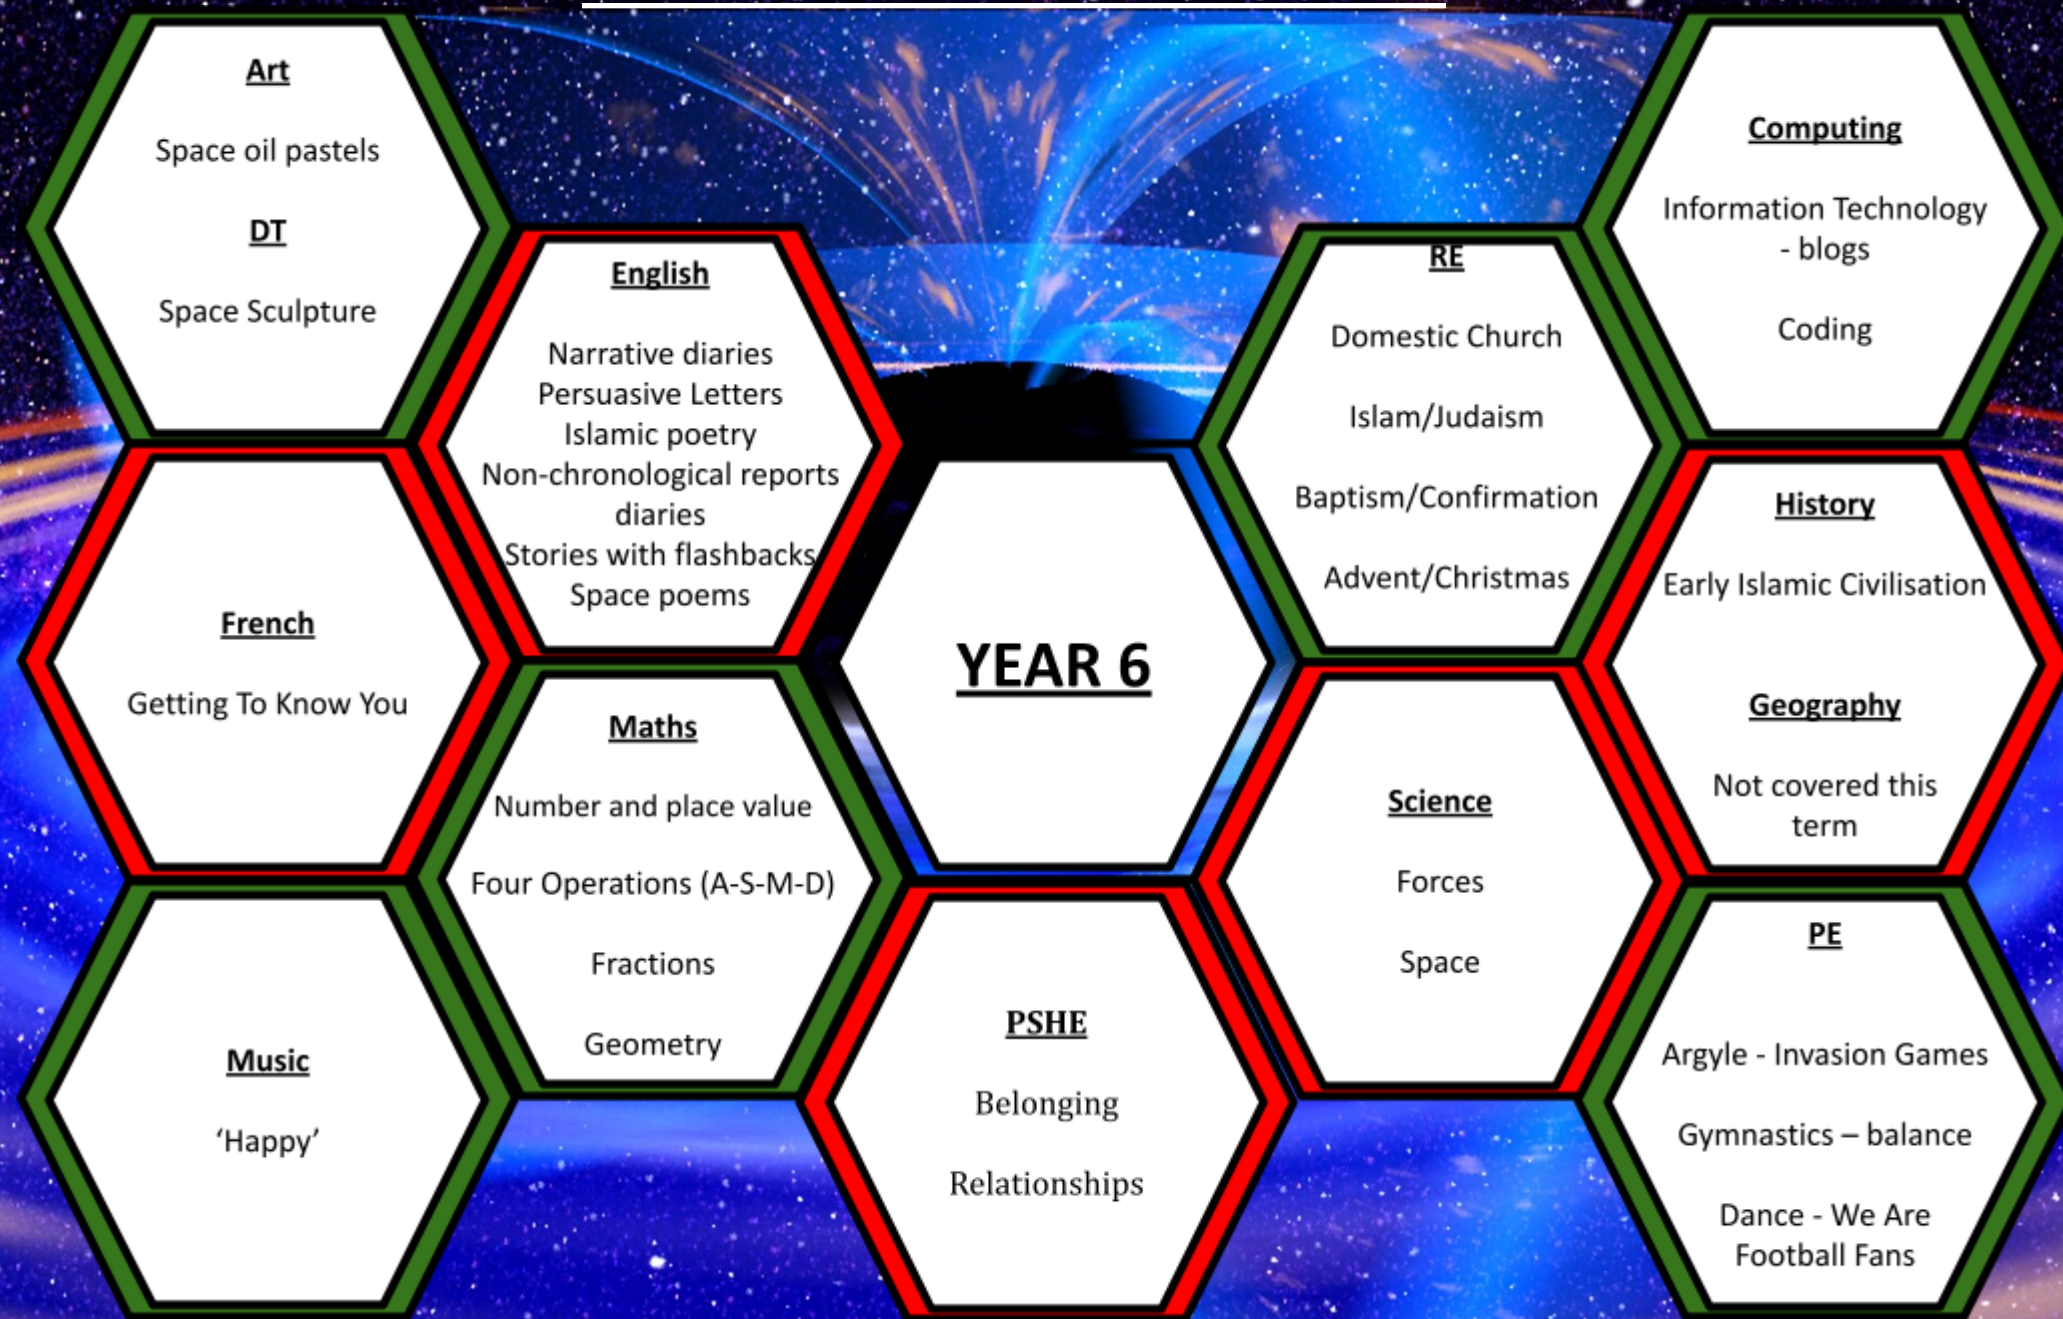 Art
Space oil pastels
DT
Space Sculpture
English
Narrative diaries
Persuasive Letters
Islamic poetry
Non-chronological reports
diaries
Stories with flashbacks
Space poems
RE
Domestic Church
Islam/Judaism
Baptism/Confirmation
Advent/Christmas
Computing
Information Technology
- blogs
Coding
French
Getting To Know You
Maths
Number and place value
Four Operations (A-S-M-D)
Fractions
Geometry
YEAR 6
Science
Forces
Space
History
Early Islamic Civilisation
Geography
Not covered this
term
Music
‘Happy’
PSHE
Belonging
Relationships
PE
Argyle - Invasion Games
Gymnastics – balance
Dance - We Are
Football Fans